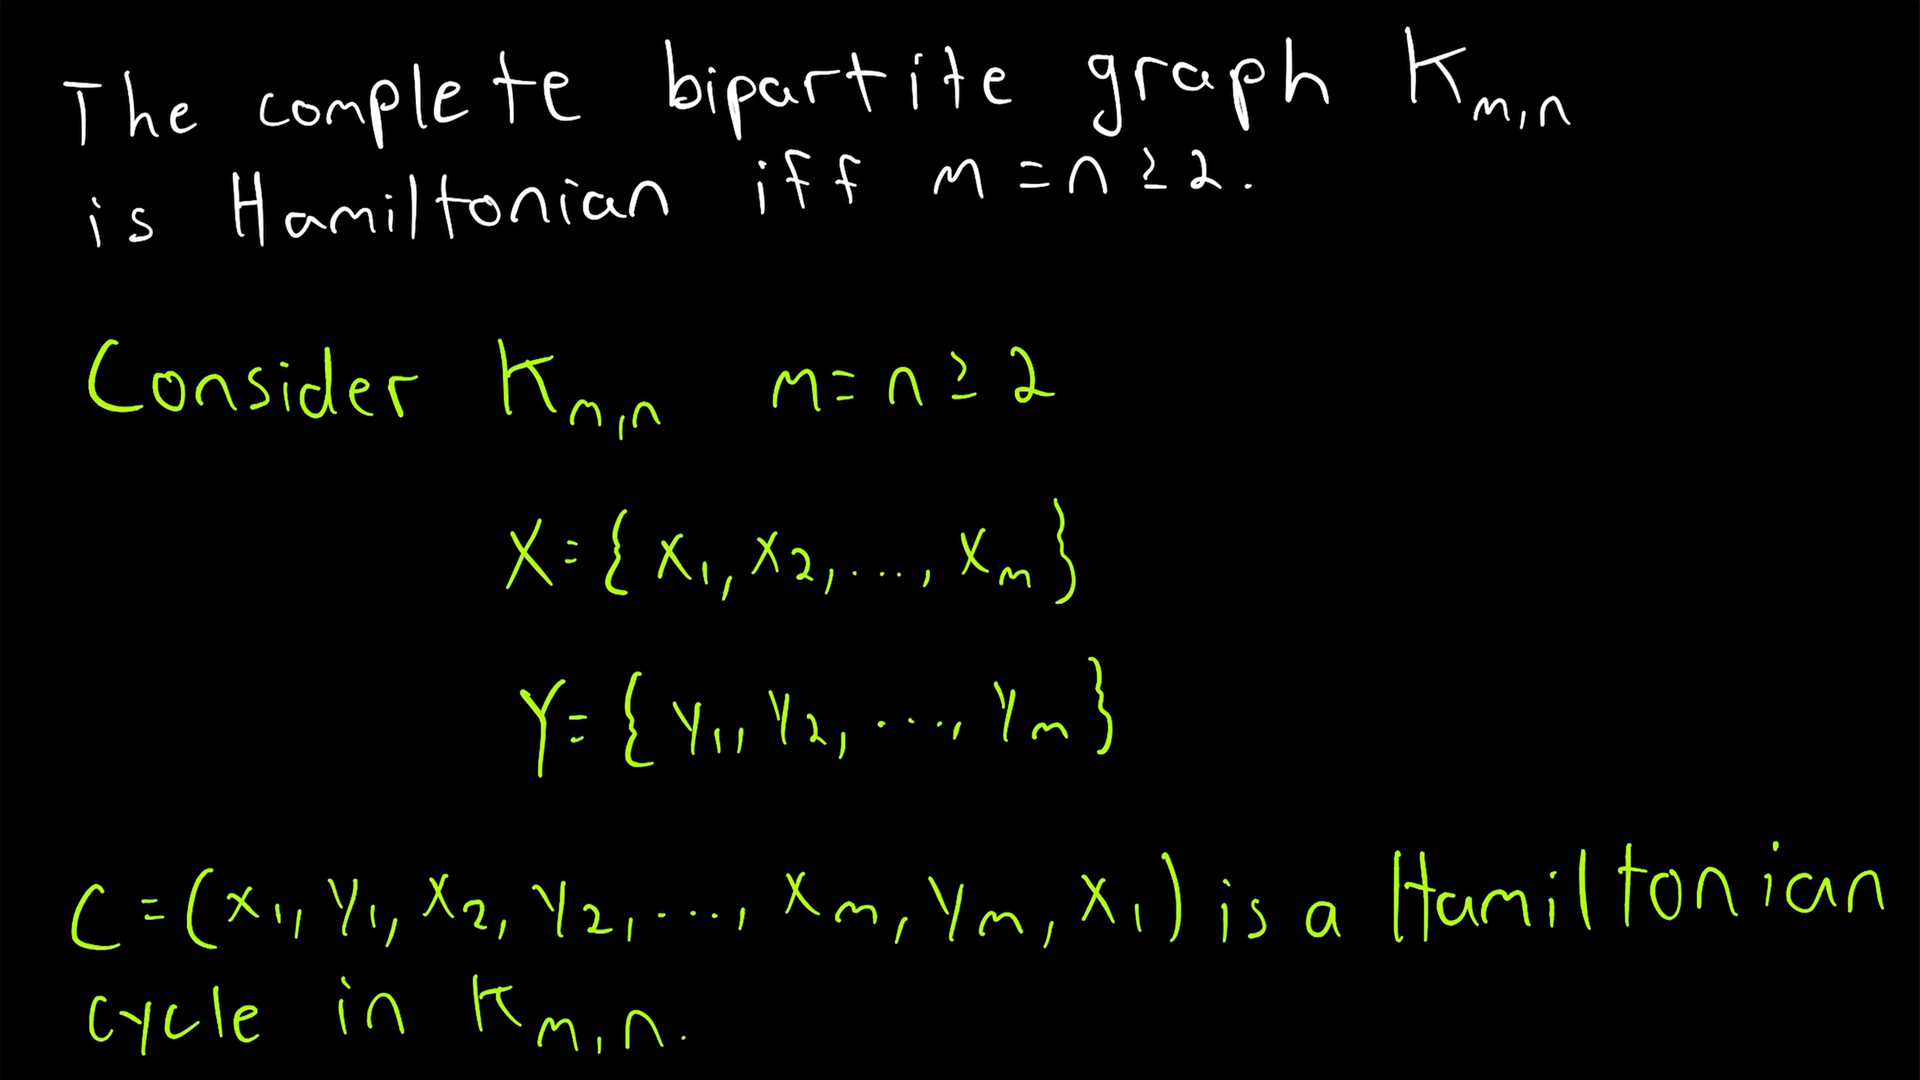 The complete bipartite graph K_{m,n}
is Hamiltonian iff m = n ≥ 2.
Consider K_{m,n} m = n ≥ 2
X = { x_1, x_2, ..., x_m }
Y = { y_1, y_2, ..., y_m }
C = (x_1, y_1, x_2, y_2, ..., x_m, y_m, x_1) is a Hamiltonian
cycle in K_{m,n}.